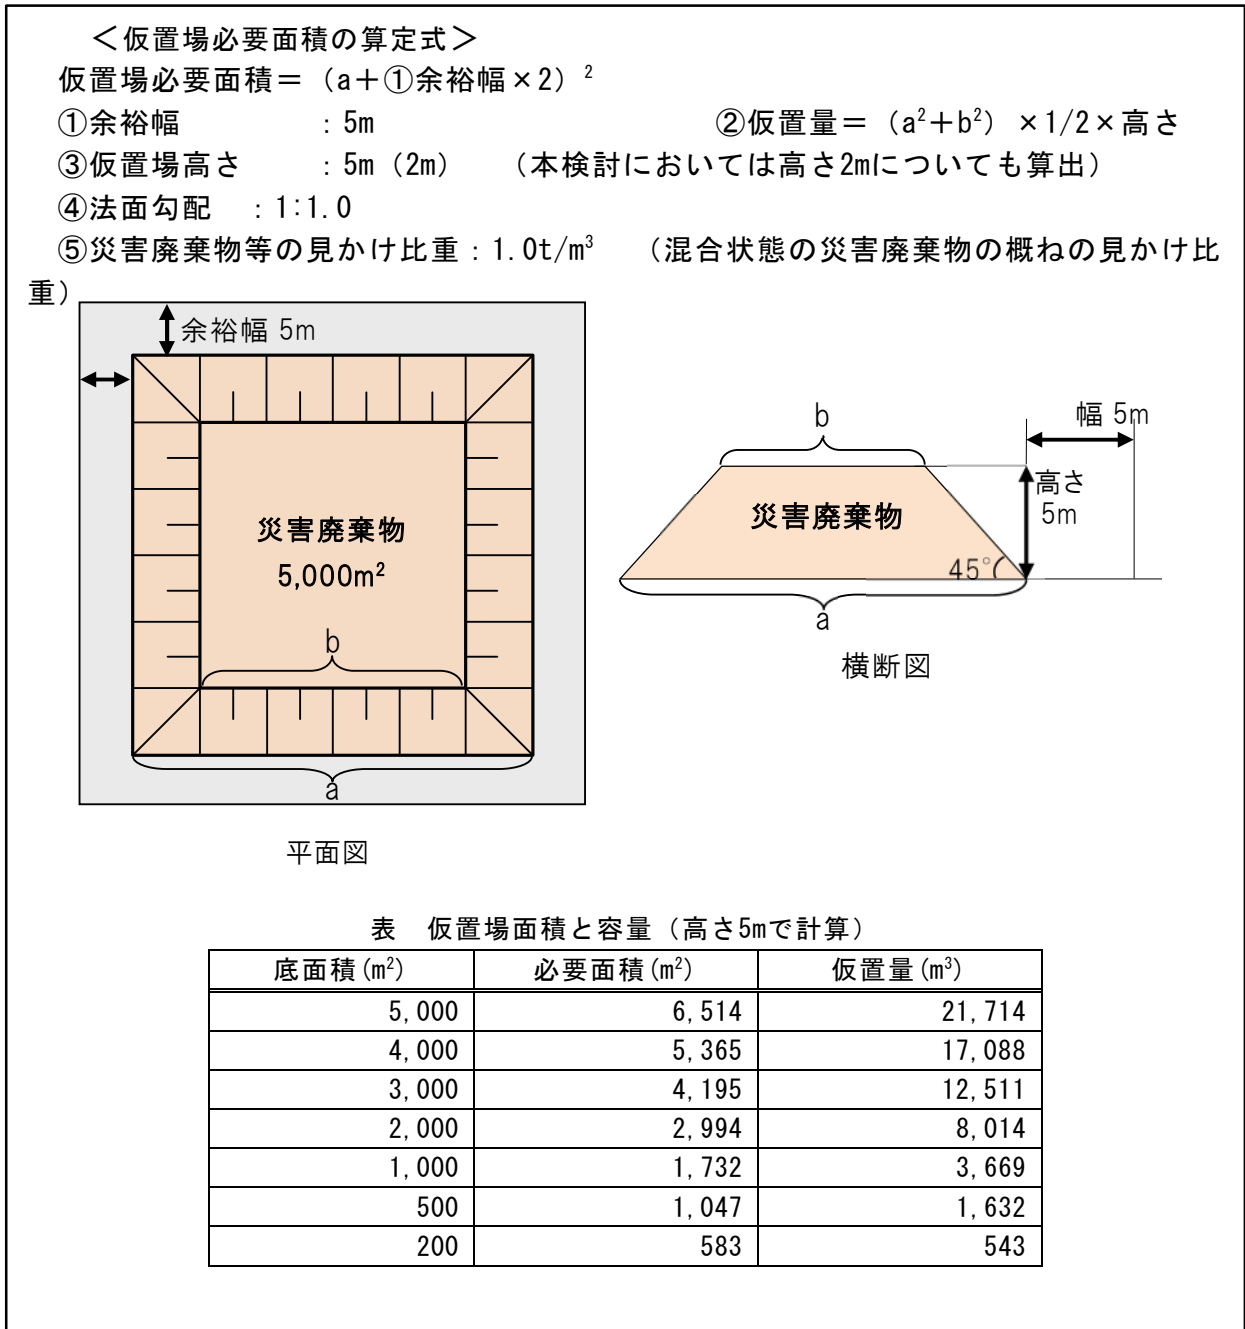 ＜仮置場必要面積の算定式＞
仮置場必要面積＝（a＋①余裕幅×2）²
①余裕幅　　　：5m　　　②仮置量＝（a²＋b²）×1/2×高さ
③仮置場高さ　　：5m（2m）　（本検討においては高さ2mについても算出）
④法面勾配　：1:1.0
⑤災害廃棄物等の見かけ比重：1.0t/m³　（混合状態の災害廃棄物の概ねの見かけ比
重）
余裕幅 5m
災害廃棄物
5,000m²
b
a
平面図
b
幅 5m
高さ
5m
災害廃棄物
45°
a
横断図
表　仮置場面積と容量（高さ5mで計算）
底面積(m²)　必要面積(m²)　仮置量(m³)
5,000　6,514　21,714
4,000　5,365　17,088
3,000　4,195　12,511
2,000　2,994　8,014
1,000　1,732　3,669
500　1,047　1,632
200　583　543